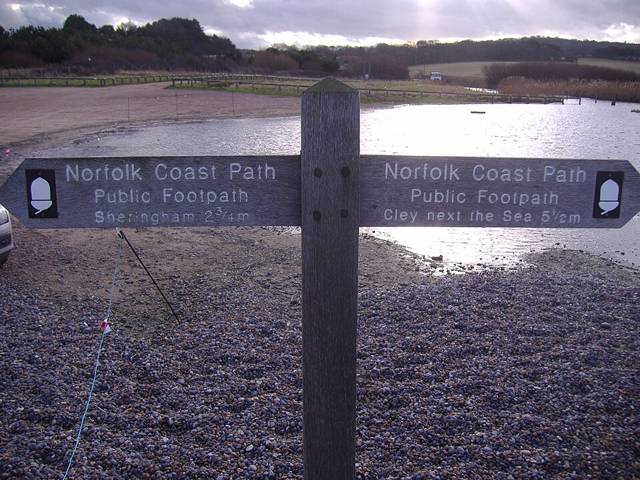 Norfolk Coast Path
Public Footpath
Sheringham 2¾m
Norfolk Coast Path
Public Footpath
Cley next the Sea 5½m